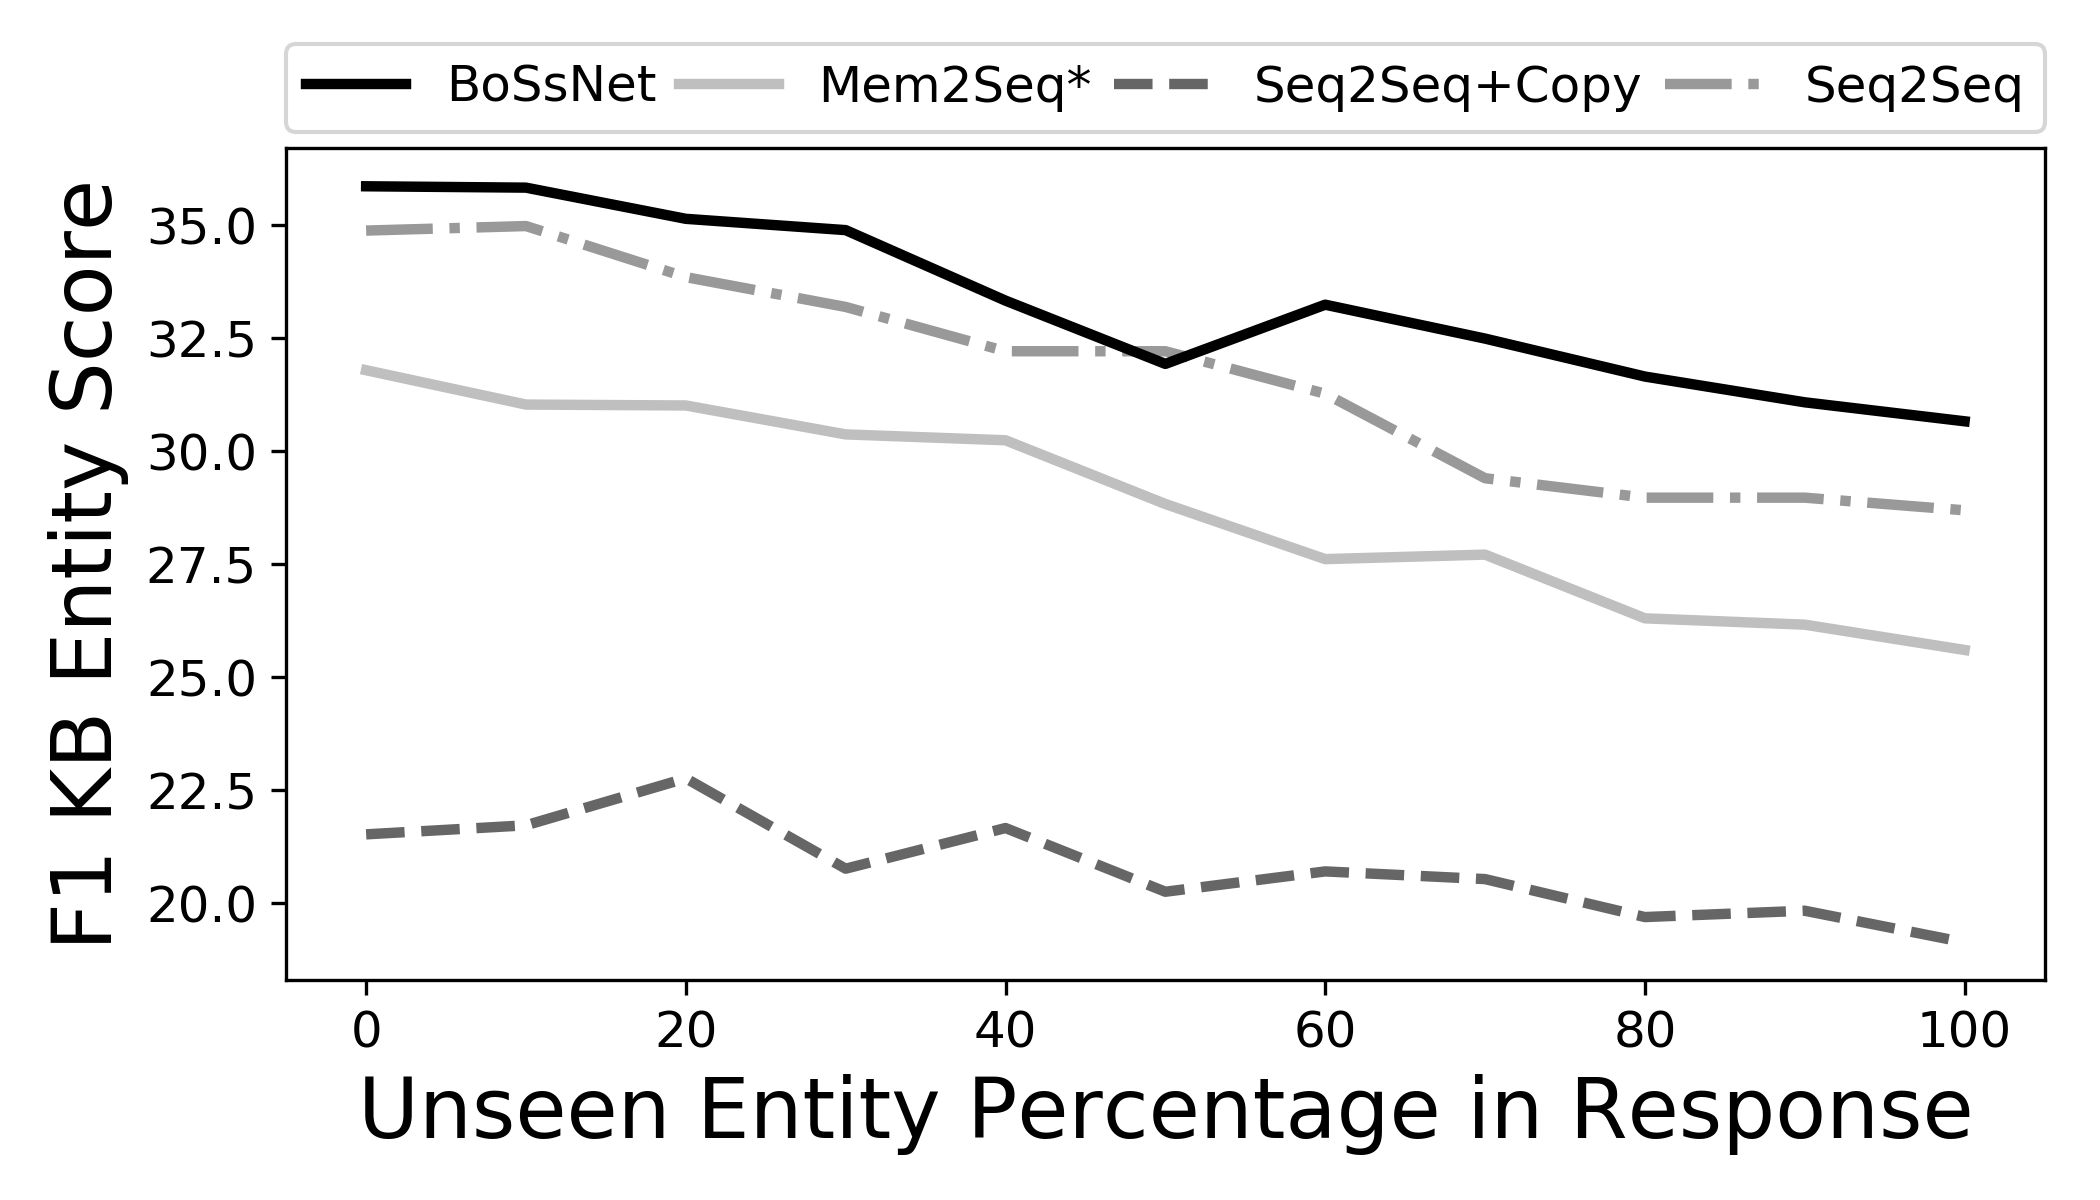 BoSsNet Mem2Seq* Seq2Seq+Copy Seq2Seq
F1 KB Entity Score
35.0
32.5
30.0
27.5
25.0
22.5
20.0
0 20 40 60 80 100
Unseen Entity Percentage in Response